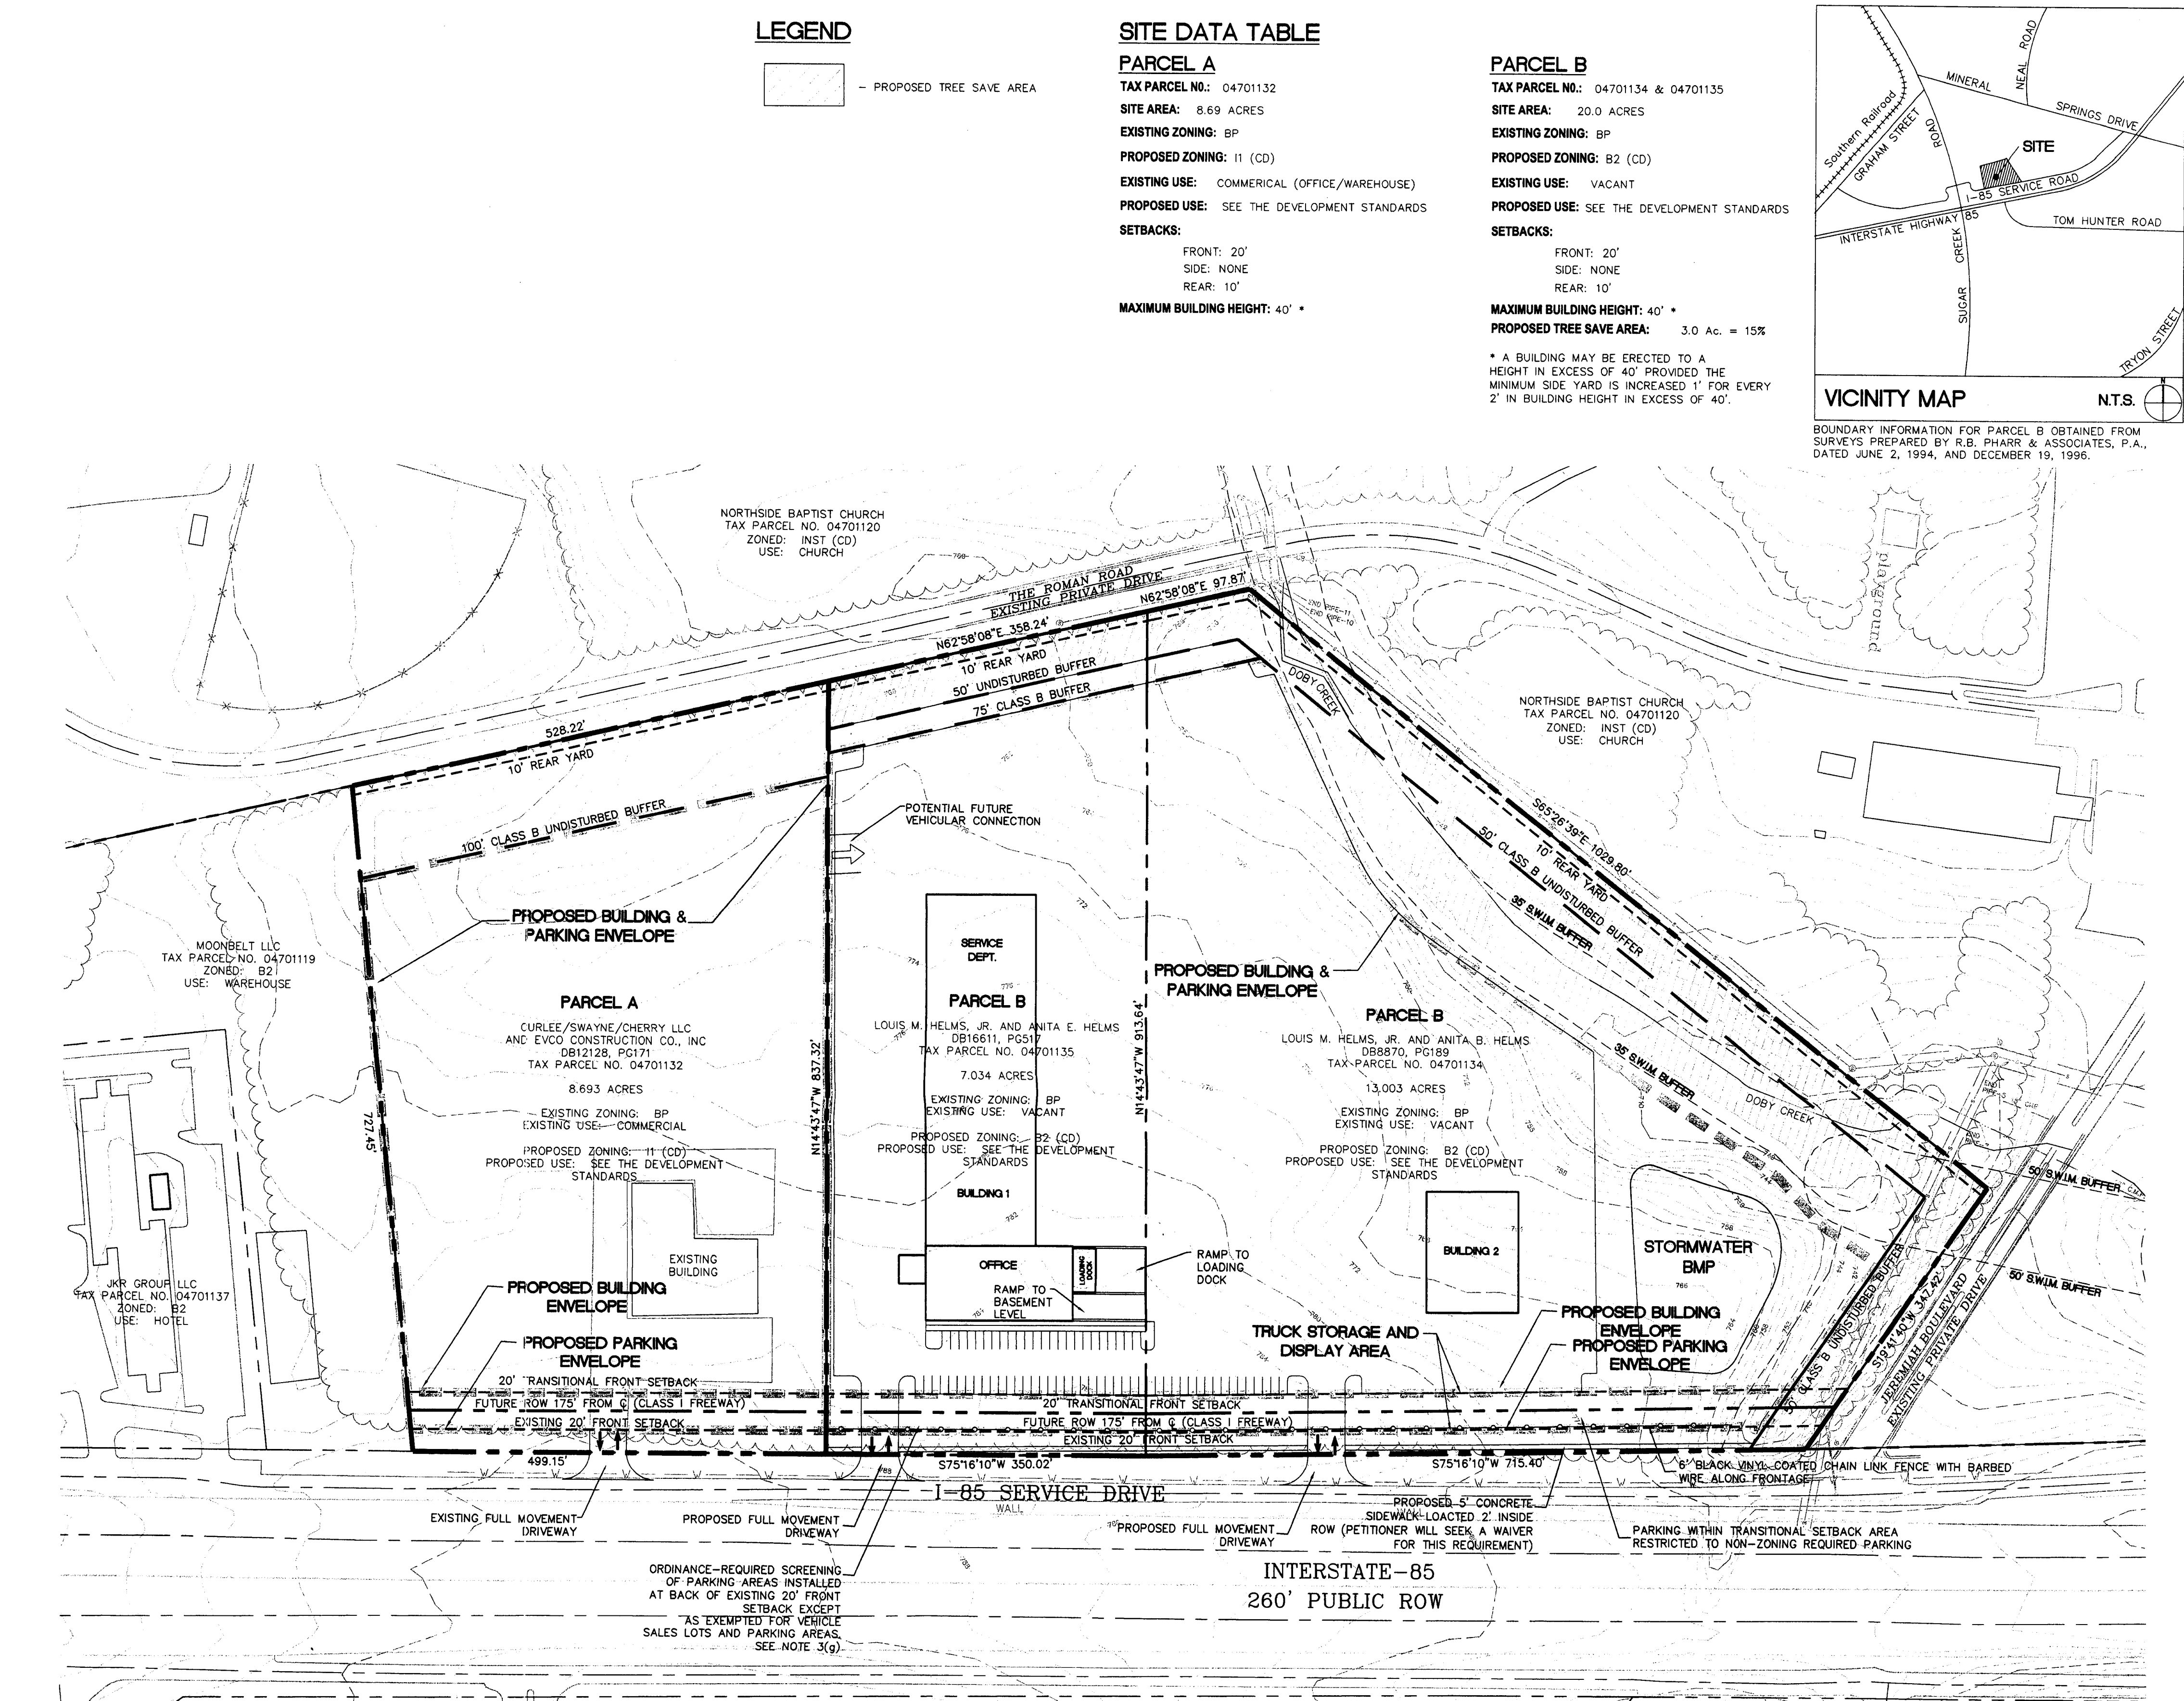 LEGEND
- PROPOSED TREE SAVE AREA
SITE DATA TABLE
PARCEL A
TAX PARCEL NO.: 04701132
SITE AREA: 8.69 ACRES
EXISTING ZONING: BP
PROPOSED ZONING: I1 (CD)
EXISTING USE: COMMERICAL (OFFICE/WAREHOUSE)
PROPOSED USE: SEE THE DEVELOPMENT STANDARDS
SETBACKS:
FRONT: 20'
SIDE: NONE
REAR: 10'
MAXIMUM BUILDING HEIGHT: 40' *
PARCEL B
TAX PARCEL NO.: 04701134 & 04701135
SITE AREA: 20.0 ACRES
EXISTING ZONING: BP
PROPOSED ZONING: B2 (CD)
EXISTING USE: VACANT
PROPOSED USE: SEE THE DEVELOPMENT STANDARDS
SETBACKS:
FRONT: 20'
SIDE: NONE
REAR: 10'
MAXIMUM BUILDING HEIGHT: 40' *
PROPOSED TREE SAVE AREA: 3.0 Ac. = 15%
* A BUILDING MAY BE ERECTED TO A
HEIGHT IN EXCESS OF 40' PROVIDED THE
MINIMUM SIDE YARD IS INCREASED 1' FOR EVERY
2' IN BUILDING HEIGHT IN EXCESS OF 40'.
Southern Railroad
GRAHAM STREET
MINERAL
SPRINGS DRIVE
NEAL ROAD
SITE
I-85 SERVICE ROAD
INTERSTATE HIGHWAY 85
TOM HUNTER ROAD
SUGAR CREEK ROAD
TRYON STREET
VICINITY MAP
N.T.S.
N
BOUNDARY INFORMATION FOR PARCEL B OBTAINED FROM
SURVEYS PREPARED BY R.B. PHARR & ASSOCIATES, P.A.,
DATED JUNE 2, 1994, AND DECEMBER 19, 1996.
NORTHSIDE BAPTIST CHURCH
TAX PARCEL NO. 04701120
ZONED: INST (CD)
USE: CHURCH
THE ROMAN ROAD
EXISTING PRIVATE DRIVE
N62°58'08"E 97.87'
N62°58'08"E 358.24'
10' REAR YARD
50' UNDISTURBED BUFFER
75' CLASS B BUFFER
528.22'
10' REAR YARD
100' CLASS B UNDISTURBED BUFFER
END PIPE-11
END PIPE-10
DOBY CREEK
playground
NORTHSIDE BAPTIST CHURCH
TAX PARCEL NO. 04701120
ZONED: INST (CD)
USE: CHURCH
S65°26'39"E 1029.80'
10' REAR YARD
50' CLASS B UNDISTURBED BUFFER
35' S.W.I.M. BUFFER
POTENTIAL FUTURE
VEHICULAR CONNECTION
PROPOSED BUILDING &
PARKING ENVELOPE
MOONBELT LLC
TAX PARCEL NO. 04701119
ZONED: B2
USE: WAREHOUSE
727.45'
PARCEL A
CURLEE/SWAYNE/CHERRY LLC
AND EVCO CONSTRUCTION CO., INC
DB12128, PG171
TAX PARCEL NO. 04701132
8.693 ACRES
EXISTING ZONING: BP
EXISTING USE: COMMERCIAL
PROPOSED ZONING: I1 (CD)
PROPOSED USE: SEE THE DEVELOPMENT
STANDARDS
N14°43'47"W 837.32'
SERVICE
DEPT.
PARCEL B
LOUIS M. HELMS, JR. AND ANITA E. HELMS
DB16611, PG517
TAX PARCEL NO. 04701135
7.034 ACRES
EXISTING ZONING: BP
EXISTING USE: VACANT
PROPOSED ZONING: B2 (CD)
PROPOSED USE: SEE THE DEVELOPMENT
STANDARDS
BUILDING 1
N14°43'47"W 913.64'
PROPOSED BUILDING &
PARKING ENVELOPE
PARCEL B
LOUIS M. HELMS, JR. AND ANITA B. HELMS
DB8870, PG189
TAX PARCEL NO. 04701134
13.003 ACRES
EXISTING ZONING: BP
EXISTING USE: VACANT
PROPOSED ZONING: B2 (CD)
PROPOSED USE: SEE THE DEVELOPMENT
STANDARDS
35' S.W.I.M. BUFFER
DOBY CREEK
50' S.W.I.M. BUFFER
50' S.W.I.M. BUFFER
JKR GROUP LLC
TAX PARCEL NO. 04701137
ZONED: B2
USE: HOTEL
EXISTING
BUILDING
OFFICE
LOADING
DOCK
RAMP TO
BASEMENT
LEVEL
RAMP TO
LOADING
DOCK
BUILDING 2
STORMWATER
BMP
PROPOSED BUILDING
ENVELOPE
PROPOSED PARKING
ENVELOPE
TRUCK STORAGE AND
DISPLAY AREA
PROPOSED BUILDING
ENVELOPE
PROPOSED PARKING
ENVELOPE
50' CLASS B UNDISTURBED BUFFER
S19°41'40"W 347.42'
JEREMIAH BOULEVARD
EXISTING PRIVATE DRIVE
20' TRANSITIONAL FRONT SETBACK
FUTURE ROW 175' FROM ℄ (CLASS I FREEWAY)
EXISTING 20' FRONT SETBACK
20' TRANSITIONAL FRONT SETBACK
FUTURE ROW 175' FROM ℄ (CLASS I FREEWAY)
EXISTING 20' FRONT SETBACK
499.15'
S75°16'10"W 350.02'
S75°16'10"W 715.40'
I-85 SERVICE DRIVE
WALL
6' BLACK VINYL COATED CHAIN LINK FENCE WITH BARBED
WIRE ALONG FRONTAGE
EXISTING FULL MOVEMENT
DRIVEWAY
PROPOSED FULL MOVEMENT
DRIVEWAY
PROPOSED FULL MOVEMENT
DRIVEWAY
PROPOSED 5' CONCRETE
SIDEWALK LOACTED 2' INSIDE
ROW (PETITIONER WILL SEEK A WAIVER
FOR THIS REQUIREMENT)
PARKING WITHIN TRANSITIONAL SETBACK AREA
RESTRICTED TO NON-ZONING REQUIRED PARKING
ORDINANCE-REQUIRED SCREENING
OF PARKING AREAS INSTALLED
AT BACK OF EXISTING 20' FRONT
SETBACK EXCEPT
AS EXEMPTED FOR VEHICLE
SALES LOTS AND PARKING AREAS.
SEE NOTE 3(g)
INTERSTATE-85
260' PUBLIC ROW